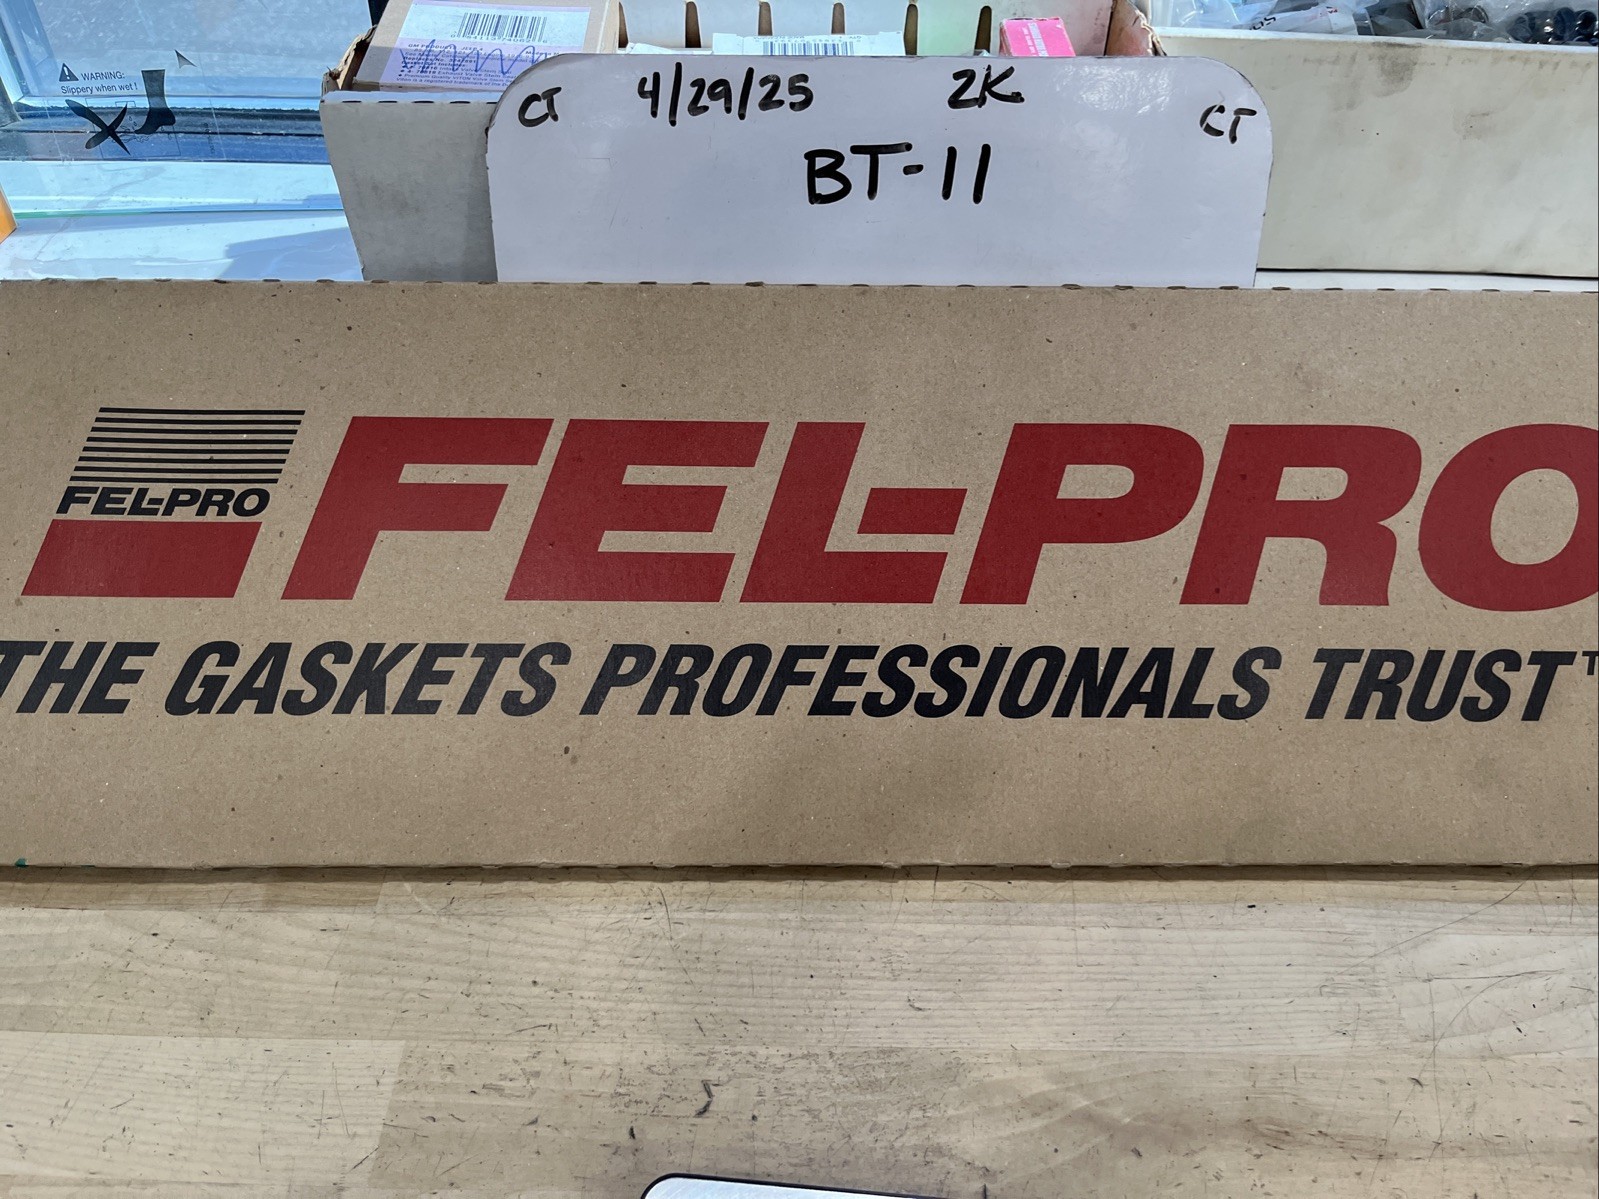 WARNING:
Slippery when wet !
CT 4/29/25 2K CT
BT-11
FEL-PRO
FEL-PRO
THE GASKETS PROFESSIONALS TRUST